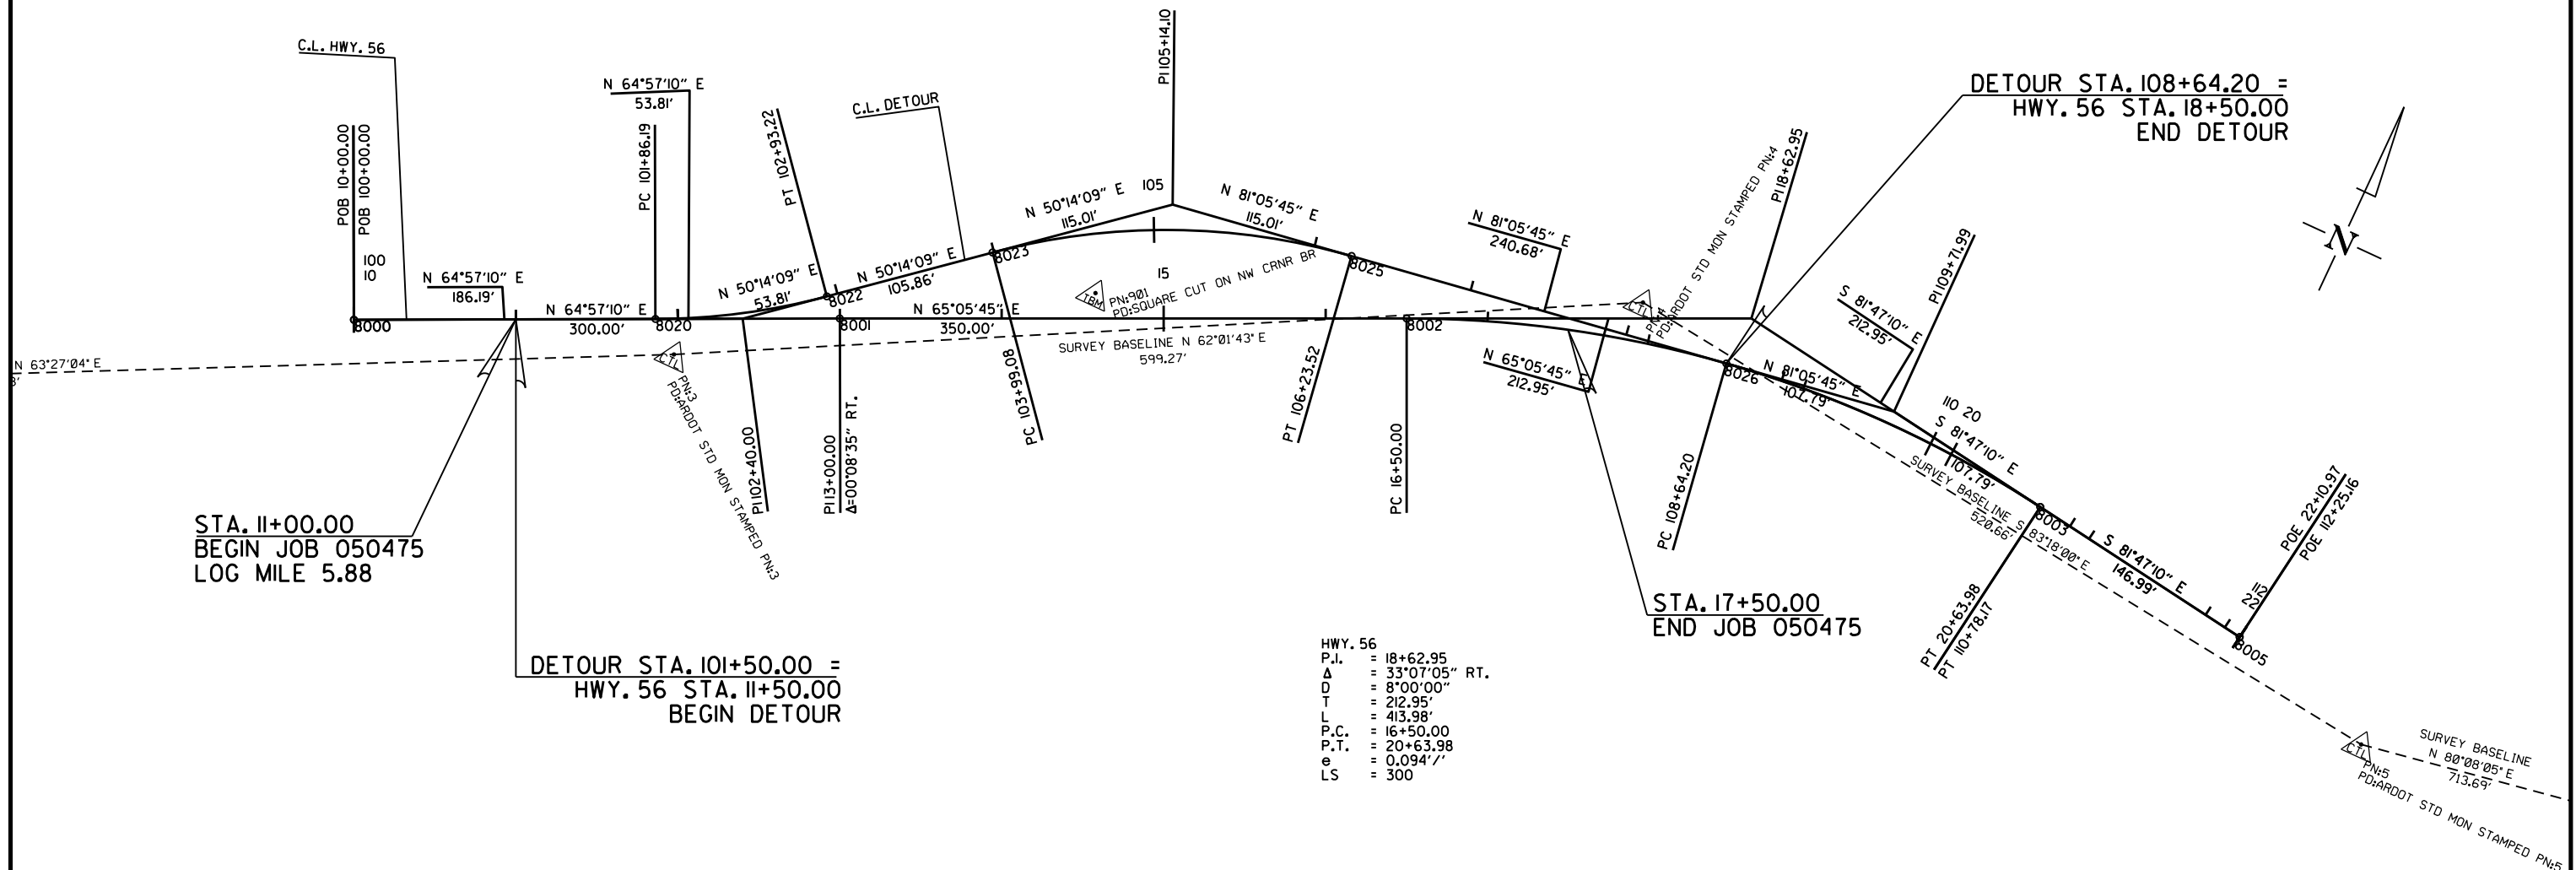 C.L. HWY. 56
POB 10+00.00
POB 100+00.00
100
10
N 64°57'10" E
186.19'
N 64°57'10" E
300.00'
N 64°57'10" E
53.81'
PC 101+86.19
PT 102+93.22
C.L. DETOUR
N 50°14'09" E
53.81'
N 50°14'09" E
105.86'
N 50°14'09" E
115.01'
105
PI 105+14.10
N 81°05'45" E
115.01'
N 81°05'45" E
240.68'
PD:ARDOT STD MON STAMPED PN:4
PI 18+62.95
DETOUR STA. 108+64.20 =
HWY. 56 STA. 18+50.00
END DETOUR
N
PI 109+71.99
S 81°47'10" E
212.95'
8000
8020
8022
8001
8023
8025
8002
8026
8003
8005
TBM
PN:901
PD:SQUARE CUT ON NW CRNR BR
15
N 65°05'45" E
350.00'
SURVEY BASELINE N 62°01'43" E
599.27'
N 63°27'04" E
CTL
PN:3
PD:ARDOT STD MON STAMPED PN:3
CTL
PI 102+40.00
PI 13+00.00
Δ=00°08'35" RT.
PC 103+99.08
PT 106+23.52
PC 16+50.00
N 65°05'45" E
212.95'
N 81°05'45" E
107.79'
PC 108+64.20
110 20
S 81°47'10" E
107.79'
SURVEY BASELINE S 83°18'00" E
520.66'
S 81°47'10" E
146.99'
112
22
POE 22+10.97
POE 112+25.16
PT 20+63.98
PT 110+78.17
STA. 11+00.00
BEGIN JOB 050475
LOG MILE 5.88
DETOUR STA. 101+50.00 =
HWY. 56 STA. 11+50.00
BEGIN DETOUR
STA. 17+50.00
END JOB 050475
HWY. 56
P.I. = 18+62.95
Δ = 33°07'05" RT.
D = 8°00'00"
T = 212.95'
L = 413.98'
P.C. = 16+50.00
P.T. = 20+63.98
e = 0.094'/'
LS = 300
CTL
PN:5
PD:ARDOT STD MON STAMPED PN:5
SURVEY BASELINE
N 80°08'05" E
713.69'